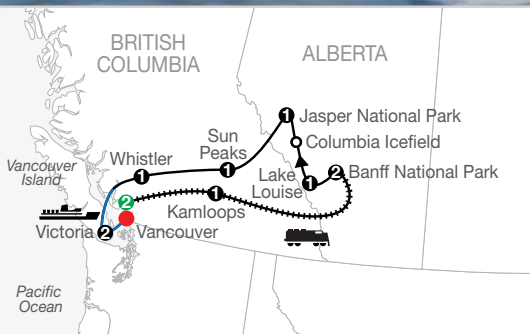 BRITISH
COLUMBIA
ALBERTA
1 Jasper National Park
Columbia Icefield
Sun
Peaks
1
Whistler
1
Vancouver
Island
Lake
Louise
1
2 Banff National Park
1
Kamloops
2
Victoria 2
Vancouver
Pacific
Ocean